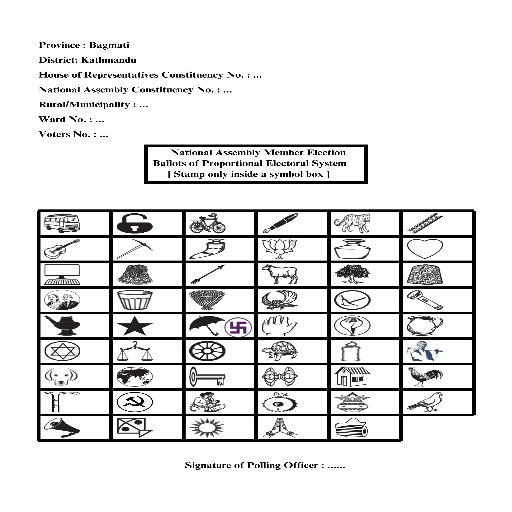 Province : Bagmati
District: Kathmandu
House of Representatives Constituency No. : ...
National Assembly Constituency No. : ...
Rural/Municipality : ...
Ward No. : ...
Voters No. : ...
National Assembly Member Election
Ballots of Proportional Electoral System
[ Stamp only inside a symbol box ]
Signature of Polling Officer : ......